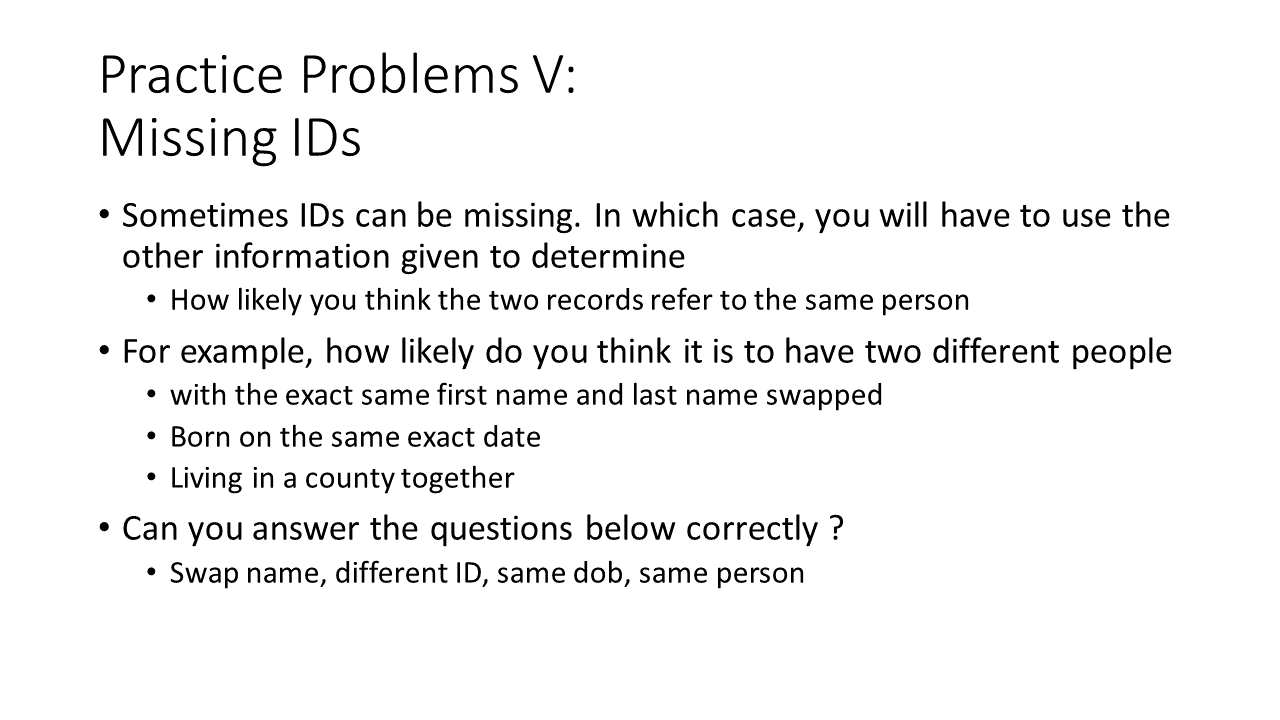 Practice Problems V:
Missing IDs
• Sometimes IDs can be missing. In which case, you will have to use the
other information given to determine
• How likely you think the two records refer to the same person
• For example, how likely do you think it is to have two different people
• with the exact same first name and last name swapped
• Born on the same exact date
• Living in a county together
• Can you answer the questions below correctly ?
• Swap name, different ID, same dob, same person